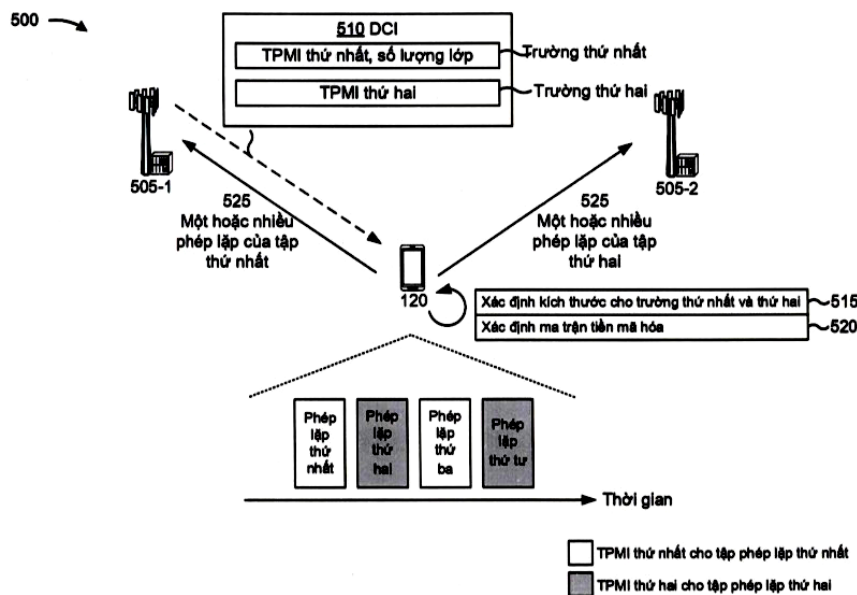 500
510 DCI
TPMI thứ nhất, số lượng lớp
Trường thứ nhất
TPMI thứ hai
Trường thứ hai
505-1
505-2
525
Một hoặc nhiều
phép lặp của tập
thứ nhất
525
Một hoặc nhiều
phép lặp của tập
thứ hai
120
Xác định kích thước cho trường thứ nhất và thứ hai
515
Xác định ma trận tiền mã hóa
520
Phép
lặp
thứ
nhất
Phép
lặp
thứ
hai
Phép
lặp
thứ
ba
Phép
lặp
thứ tư
Thời gian
TPMI thứ nhất cho tập phép lặp thứ nhất
TPMI thứ hai cho tập phép lặp thứ hai